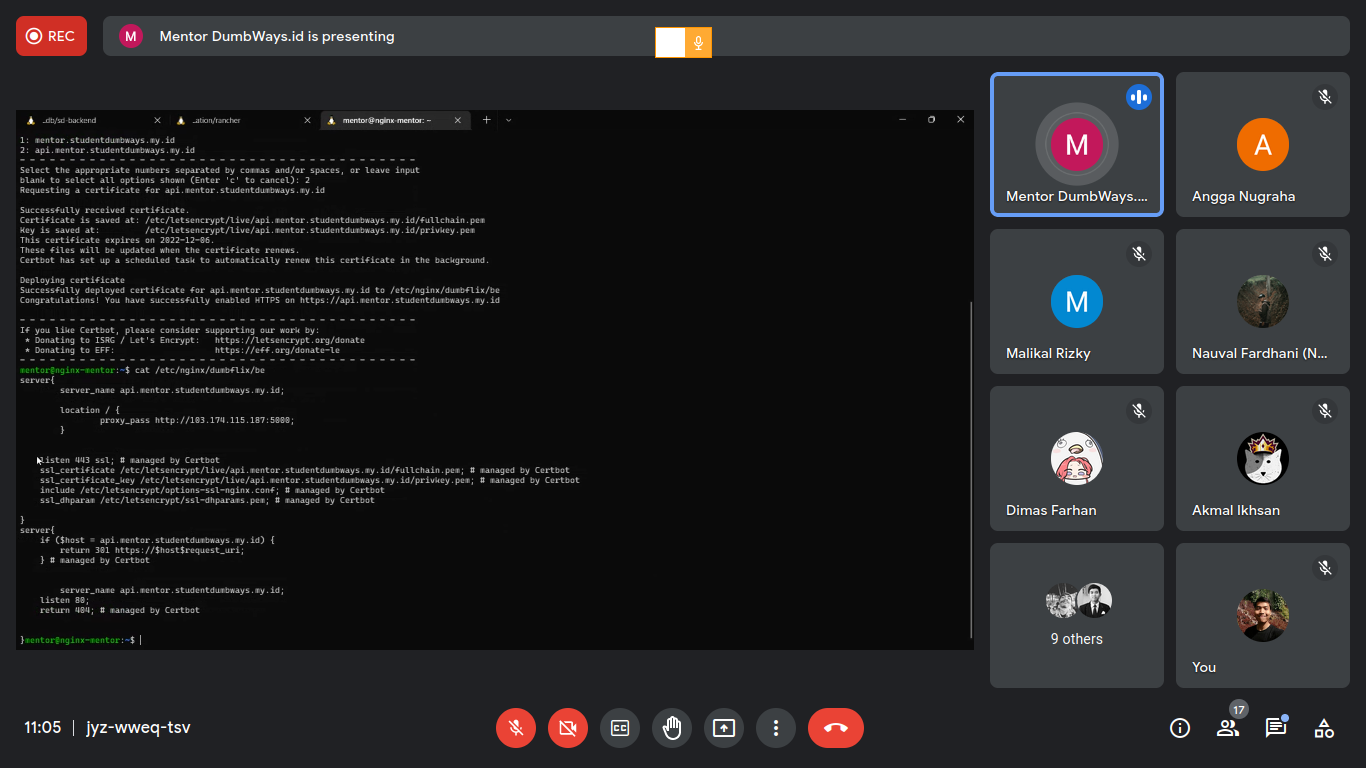 REC
M
Mentor DumbWays.id is presenting
..db/sd-backend
..ation/rancher
mentor@nginx-mentor: ~
1: mentor.studentdumbways.my.id
2: api.mentor.studentdumbways.my.id
- - - - - - - - - - - - - - - - - - - - - - - - - - - - - - - - - - - - - - - -
Select the appropriate numbers separated by commas and/or spaces, or leave input
blank to select all options shown (Enter 'c' to cancel): 2
Requesting a certificate for api.mentor.studentdumbways.my.id
Successfully received certificate.
Certificate is saved at: /etc/letsencrypt/live/api.mentor.studentdumbways.my.id/fullchain.pem
Key is saved at: /etc/letsencrypt/live/api.mentor.studentdumbways.my.id/privkey.pem
This certificate expires on 2022-12-06.
These files will be updated when the certificate renews.
Certbot has set up a scheduled task to automatically renew this certificate in the background.
Deploying certificate
Successfully deployed certificate for api.mentor.studentdumbways.my.id to /etc/nginx/dumbflix/be
Congratulations! You have successfully enabled HTTPS on https://api.mentor.studentdumbways.my.id
- - - - - - - - - - - - - - - - - - - - - - - - - - - - - - - - - - - - - - - -
If you like Certbot, please consider supporting our work by:
* Donating to ISRG / Let's Encrypt: https://letsencrypt.org/donate
* Donating to EFF: https://eff.org/donate-le
- - - - - - - - - - - - - - - - - - - - - - - - - - - - - - - - - - - - - - - -
mentor@nginx-mentor:~$ cat /etc/nginx/dumbflix/be
server{
server_name api.mentor.studentdumbways.my.id;
location / {
proxy_pass http://103.174.115.187:5000;
}
listen 443 ssl; # managed by Certbot
ssl_certificate /etc/letsencrypt/live/api.mentor.studentdumbways.my.id/fullchain.pem; # managed by Certbot
ssl_certificate_key /etc/letsencrypt/live/api.mentor.studentdumbways.my.id/privkey.pem; # managed by Certbot
include /etc/letsencrypt/options-ssl-nginx.conf; # managed by Certbot
ssl_dhparam /etc/letsencrypt/ssl-dhparams.pem; # managed by Certbot
}
server{
if ($host = api.mentor.studentdumbways.my.id) {
return 301 https://$host$request_uri;
} # managed by Certbot
server_name api.mentor.studentdumbways.my.id;
listen 80;
return 404; # managed by Certbot
}mentor@nginx-mentor:~$
M
Mentor DumbWays....
A
Angga Nugraha
M
Malikal Rizky
Nauval Fardhani (N...
Dimas Farhan
Akmal Ikhsan
9 others
You
11:05
jyz-wweq-tsv
CC
17